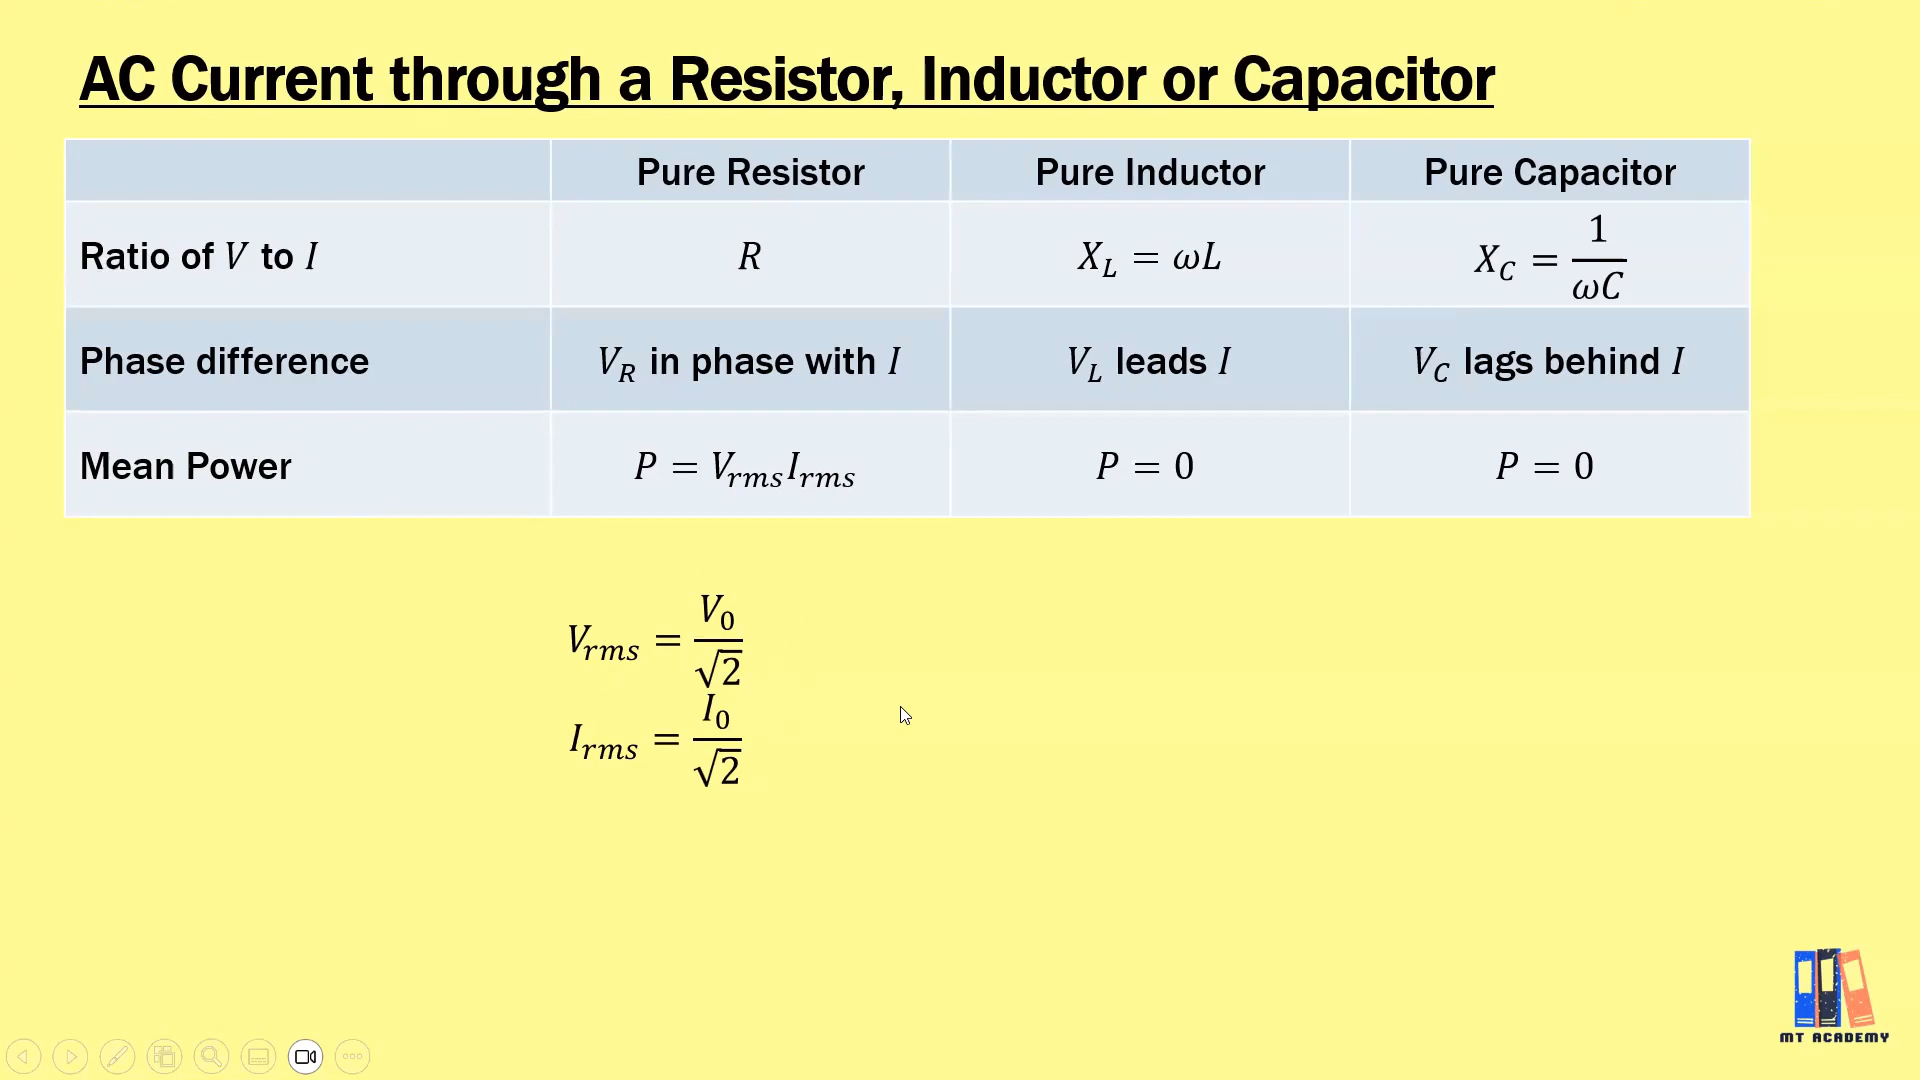 AC Current through a Resistor, Inductor or Capacitor
Pure Resistor Pure Inductor Pure Capacitor
Ratio of V to I R X_L = ωL X_C = 1/ωC
Phase difference V_R in phase with I V_L leads I V_C lags behind I
Mean Power P = V_rms I_rms P = 0 P = 0
V_rms = V_0/√2
I_rms = I_0/√2
MT ACADEMY